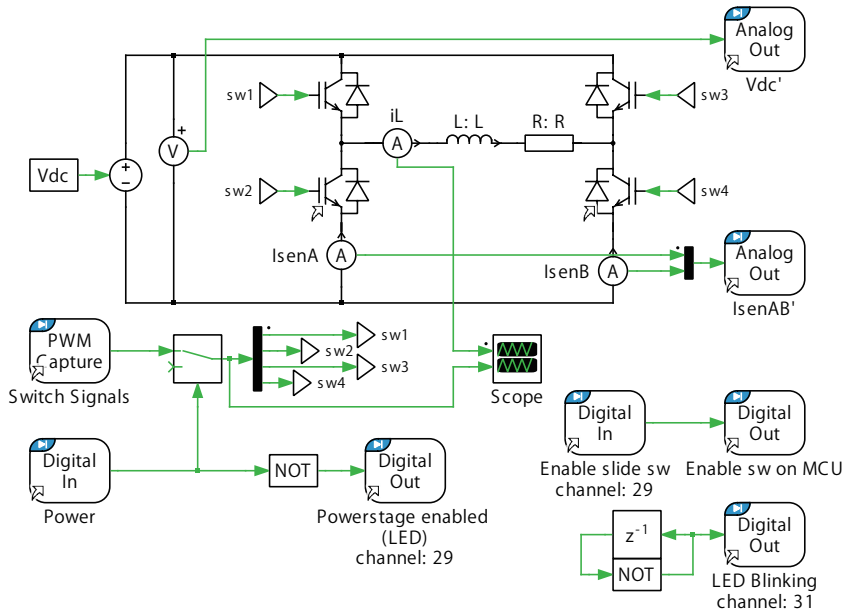 Analog
Out
Vdc'
sw1
sw3
iL
L: L
R: R
A
+
V
Vdc
+
−
sw2
sw4
IsenA
A
IsenB
A
Analog
Out
IsenAB'
PWM
Capture
Switch Signals
sw1
sw2
sw3
sw4
Scope
Digital
In
Enable slide sw
channel: 29
Digital
Out
Enable sw on MCU
Digital
In
Power
NOT
Digital
Out
Powerstage enabled
(LED)
channel: 29
z-1
NOT
Digital
Out
LED Blinking
channel: 31